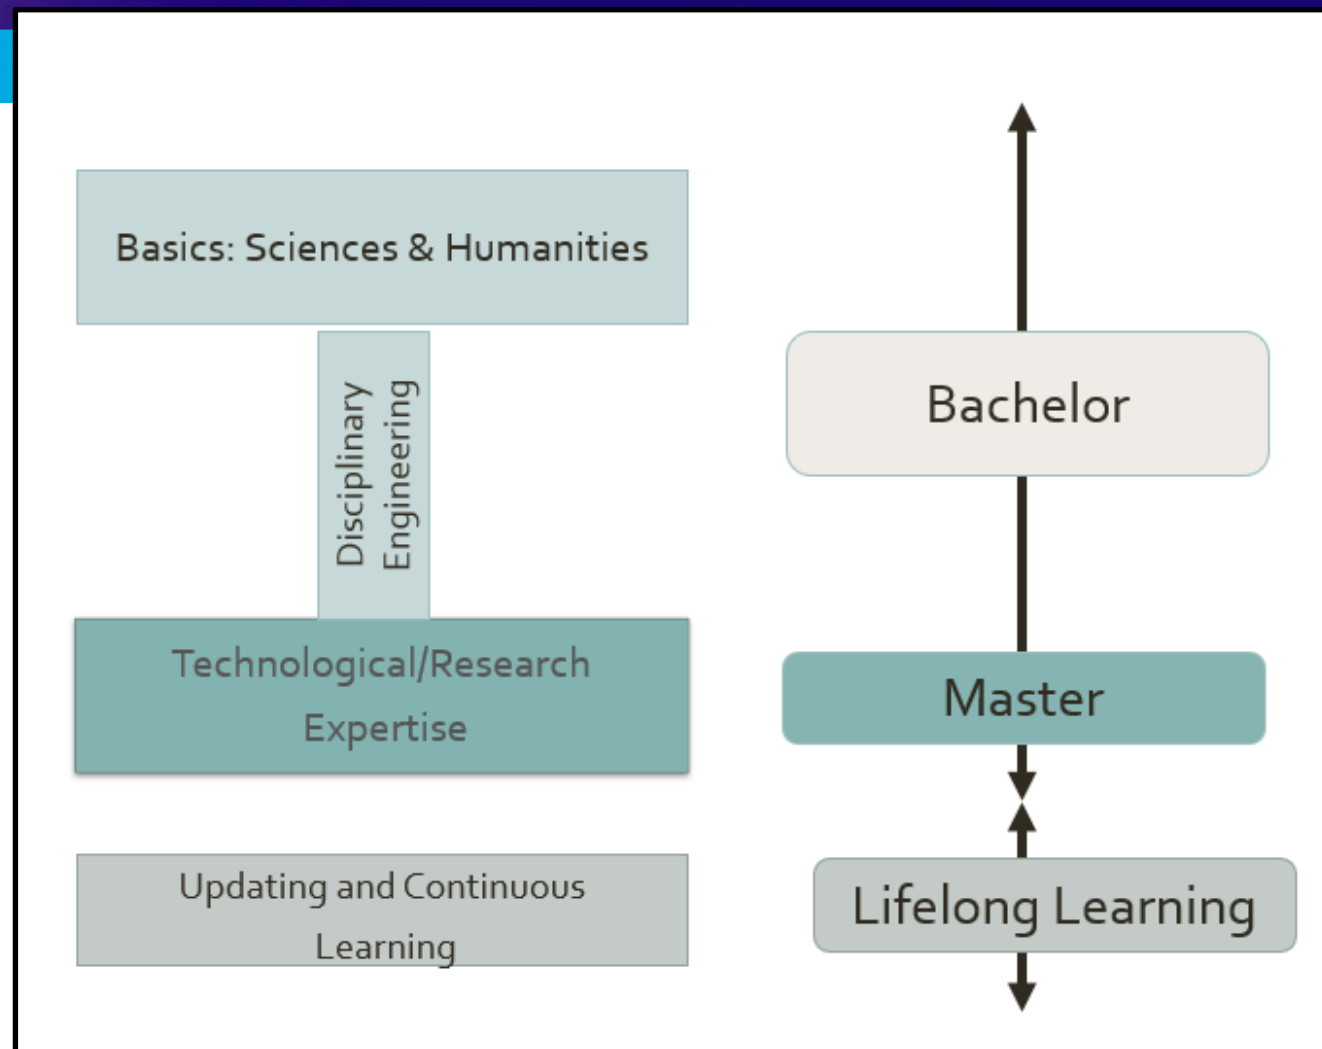 Basics: Sciences & Humanities
Disciplinary
Engineering
Bachelor
Technological/Research
Expertise
Master
Updating and Continuous
Learning
Lifelong Learning